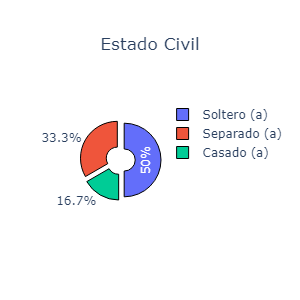 Estado Civil
Soltero (a)
Separado (a)
Casado (a)
33.3%
50%
16.7%